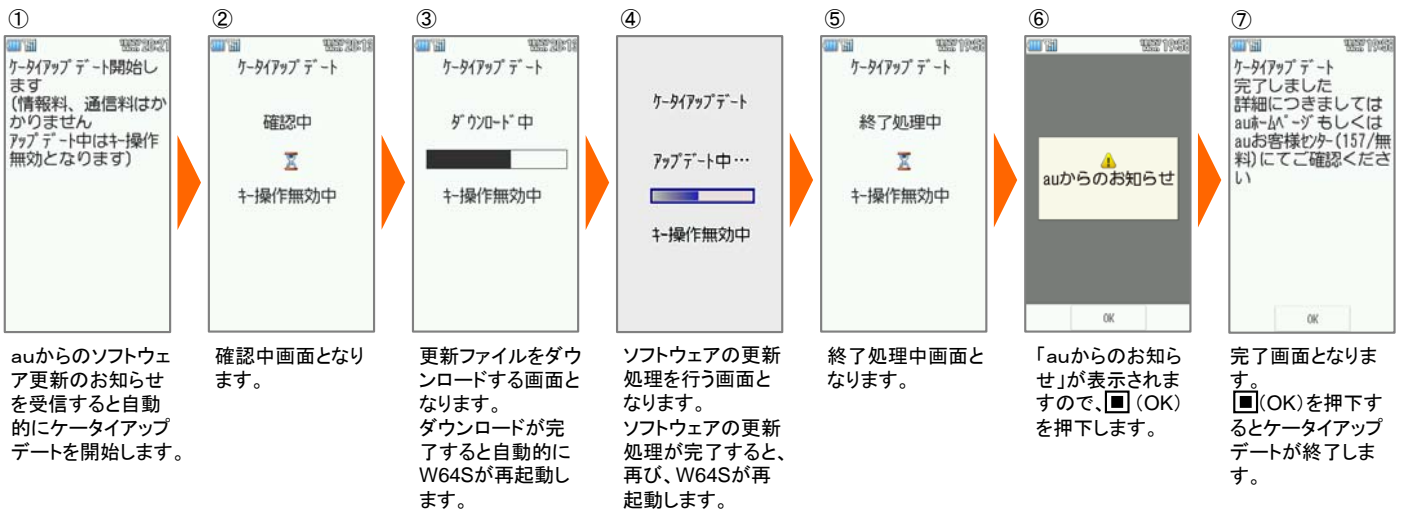 ①
20:21
ケータイアップデート開始し
ます
(情報料、通信料はか
かりません
アップデート中はキー操作
無効となります)
auからのソフトウェ
ア更新のお知らせ
を受信すると自動
的にケータイアップ
デートを開始します。
②
20:13
ケータイアップデート
確認中
キー操作無効中
確認中画面となり
ます。
③
20:13
ケータイアップデート
ダウンロード中
キー操作無効中
更新ファイルをダウ
ンロードする画面と
なります。
ダウンロードが完
了すると自動的に
W64Sが再起動し
ます。
④
ケータイアップデート
アップデート中…
キー操作無効中
ソフトウェアの更新
処理を行う画面と
なります。
ソフトウェアの更新
処理が完了すると、
再び、W64Sが再
起動します。
⑤
19:58
ケータイアップデート
終了処理中
キー操作無効中
終了処理中画面と
なります。
⑥
19:58
auからのお知らせ
OK
「auからのお知ら
せ」が表示されま
すので、■(OK)
を押下します。
⑦
19:58
ケータイアップデート
完了しました
詳細につきましては
auホームページもしくは
auお客様センター(157/無
料)にてご確認くださ
い
OK
完了画面となりま
す。
■(OK)を押下す
るとケータイアップ
デートが終了しま
す。